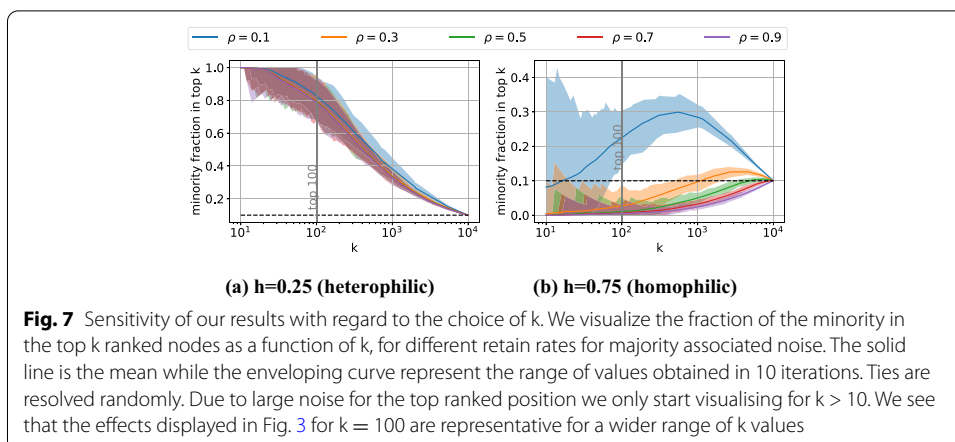 ρ = 0.1 ρ = 0.3 ρ = 0.5 ρ = 0.7 ρ = 0.9
minority fraction in top k
1.0
0.8
0.6
0.4
0.2
top 100
10¹ 10² 10³ 10⁴
k
minority fraction in top k
0.4
0.3
0.2
0.1
0.0
top 100
10¹ 10² 10³ 10⁴
k
(a) h=0.25 (heterophilic)
(b) h=0.75 (homophilic)
Fig. 7 Sensitivity of our results with regard to the choice of k. We visualize the fraction of the minority in
the top k ranked nodes as a function of k, for different retain rates for majority associated noise. The solid
line is the mean while the enveloping curve represent the range of values obtained in 10 iterations. Ties are
resolved randomly. Due to large noise for the top ranked position we only start visualising for k > 10. We see
that the effects displayed in Fig. 3 for k = 100 are representative for a wider range of k values